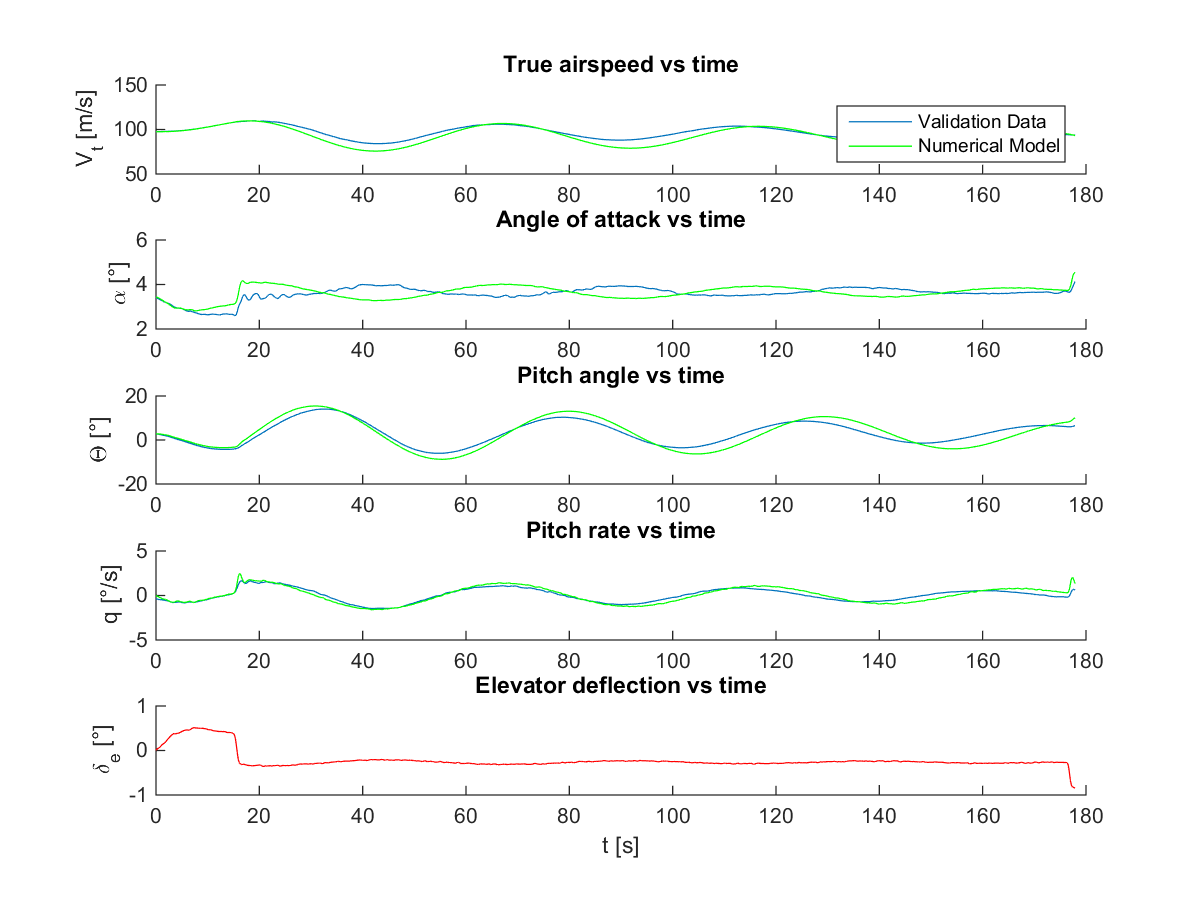 True airspeed vs time
V_t [m/s]
150
100
50
Validation Data
Numerical Model
0 20 40 60 80 100 120 140 160 180
Angle of attack vs time
α [°]
6
4
2
0 20 40 60 80 100 120 140 160 180
Pitch angle vs time
Θ [°]
20
0
-20
0 20 40 60 80 100 120 140 160 180
Pitch rate vs time
q [°/s]
5
0
-5
0 20 40 60 80 100 120 140 160 180
Elevator deflection vs time
δ_e [°]
1
0
-1
0 20 40 60 80 100 120 140 160 180
t [s]